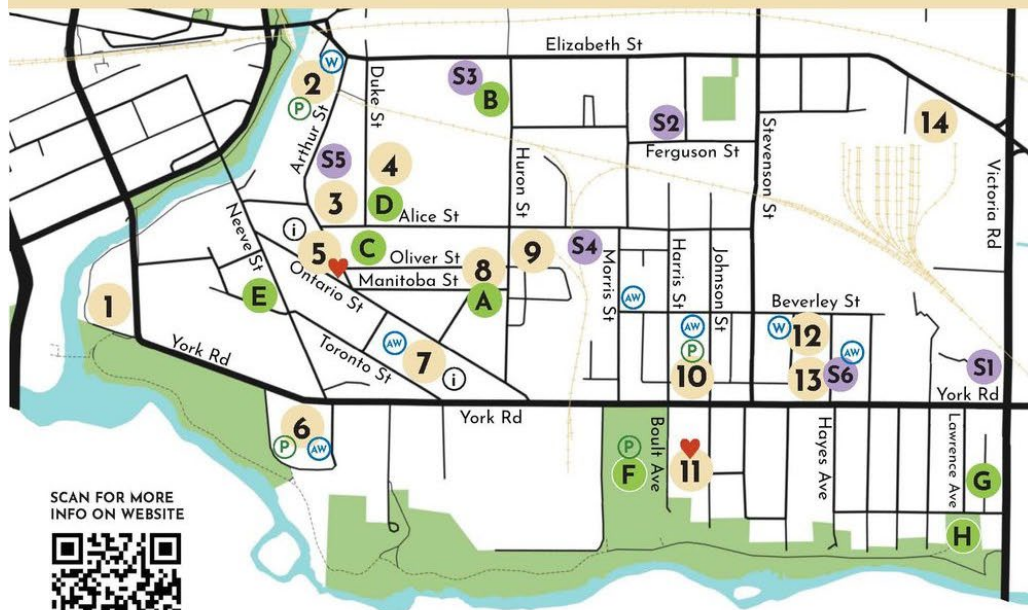 Elizabeth St
W
2
P
Duke St
S3
B
Arthur St
S5
4
S2
Ferguson St
Stevenson St
14
Huron St
Victoria Rd
3
D
Alice St
Neeve St
i
5
C
Oliver St
8
9
S4
Manitoba St
A
Ontario St
E
1
Morris St
AW
Harris St
Johnson St
Beverley St
AW
W
12
P
AW
7
i
Toronto St
10
13
S6
S1
York Rd
York Rd
York Rd
6
P
AW
P
F
Boult Ave
11
Hayes Ave
Lawrence Ave
G
H
SCAN FOR MORE
INFO ON WEBSITE